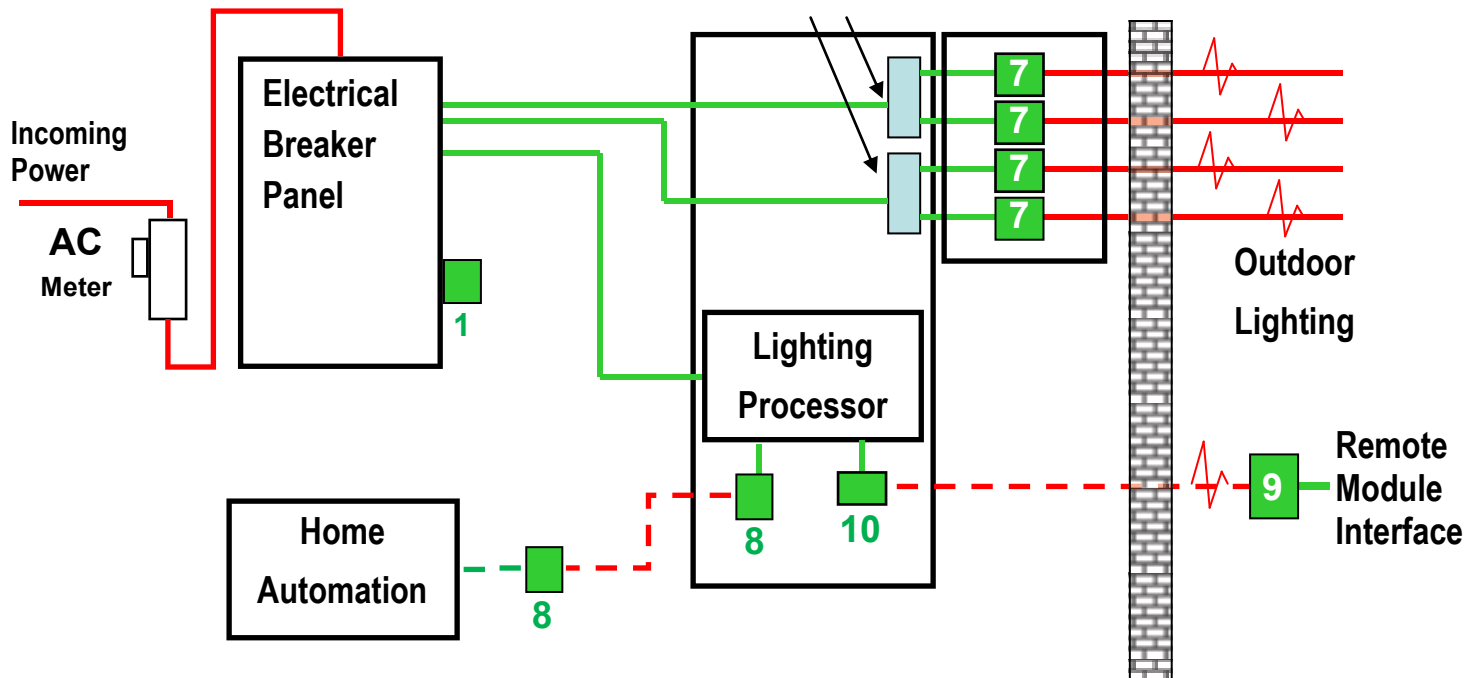 Incoming
Power
AC
Meter
Electrical
Breaker
Panel
1
7
7
7
7
Outdoor
Lighting
Lighting
Processor
8
10
9
Remote
Module
Interface
Home
Automation
8